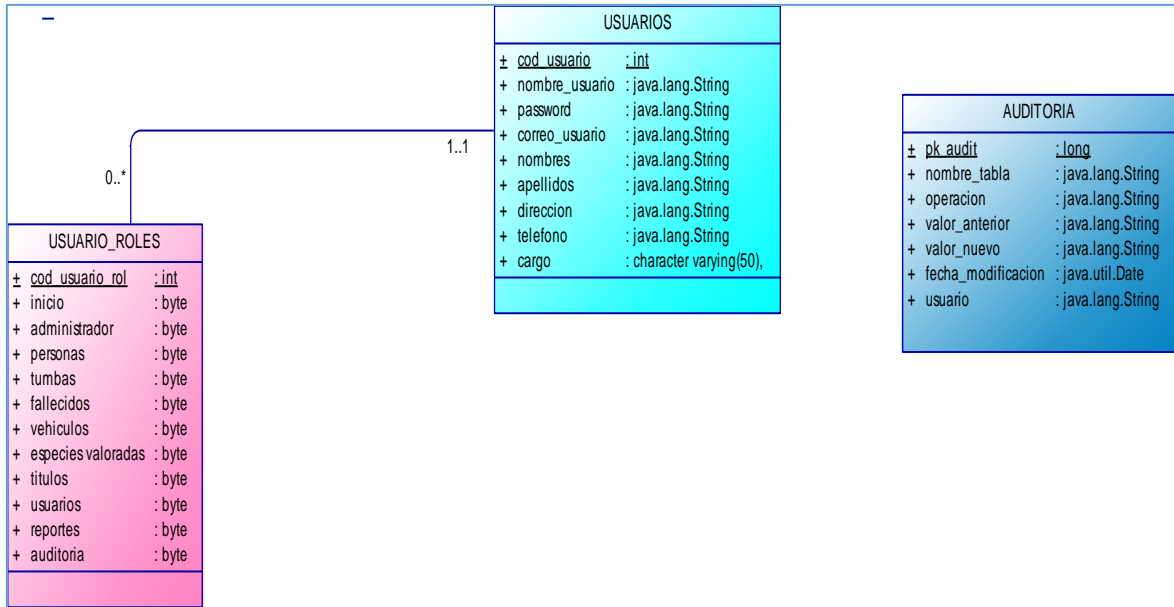 USUARIOS
+ cod_usuario : int
+ nombre_usuario : java.lang.String
+ password : java.lang.String
+ correo_usuario : java.lang.String
+ nombres : java.lang.String
+ apellidos : java.lang.String
+ direccion : java.lang.String
+ telefono : java.lang.String
+ cargo : character varying(50),
1..1
0..*
USUARIO_ROLES
+ cod_usuario_rol : int
+ inicio : byte
+ administrador : byte
+ personas : byte
+ tumbas : byte
+ fallecidos : byte
+ vehiculos : byte
+ especies valoradas : byte
+ titulos : byte
+ usuarios : byte
+ reportes : byte
+ auditoria : byte
AUDITORIA
+ pk_audit : long
+ nombre_tabla : java.lang.String
+ operacion : java.lang.String
+ valor_anterior : java.lang.String
+ valor_nuevo : java.lang.String
+ fecha_modificacion : java.util.Date
+ usuario : java.lang.String